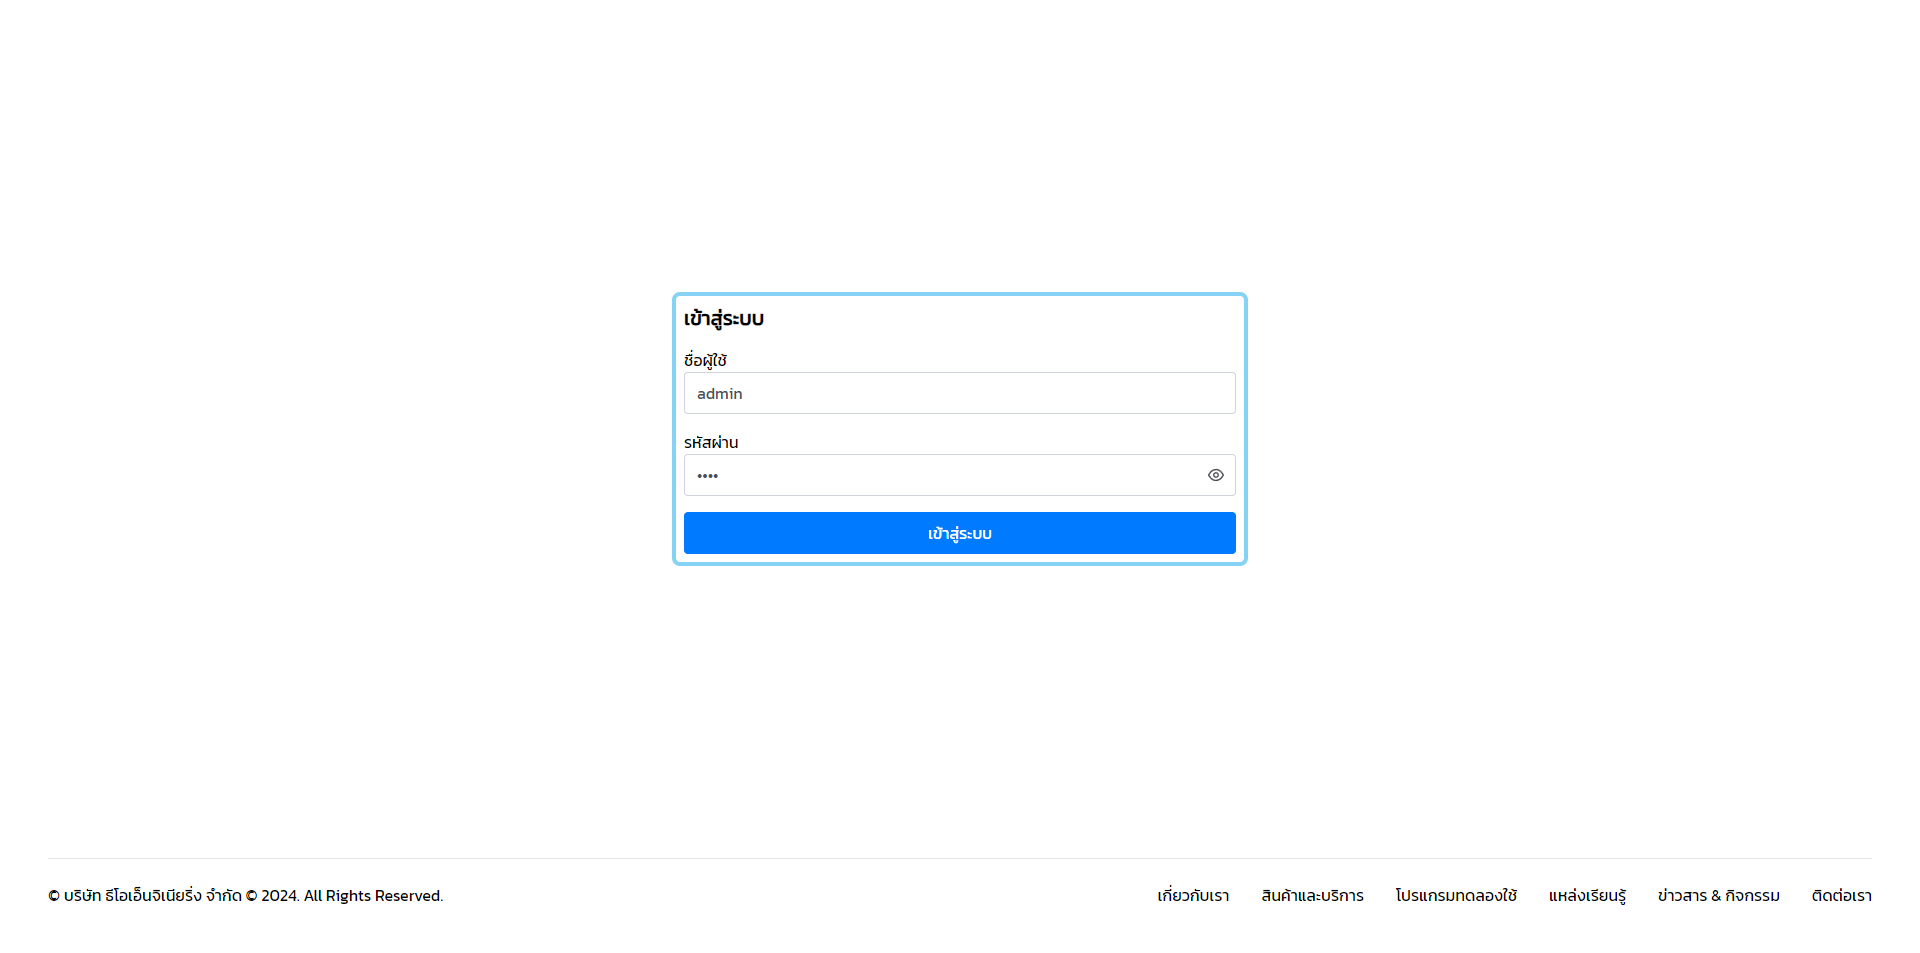 เข้าสู่ระบบ
ชื่อผู้ใช้
admin
รหัสผ่าน
••••
เข้าสู่ระบบ
© บริษัท ธีโอเอ็นจิเนียริ่ง จำกัด © 2024. All Rights Reserved.
เกี่ยวกับเรา สินค้าและบริการ โปรแกรมทดลองใช้ แหล่งเรียนรู้ ข่าวสาร & กิจกรรม ติดต่อเรา